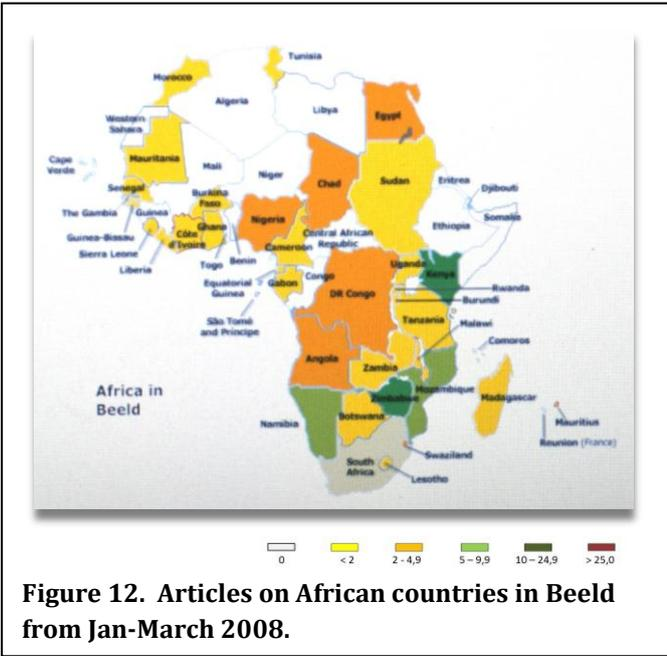 Tunisia
Morocco
Algeria
Libya
Egypt
Western
Sahara
Cape
Verde
Mauritania
Mali
Niger
Chad
Sudan
Eritrea
Djibouti
Senegal
Burkina
Faso
The Gambia
Guinea
Nigeria
Somalia
Guinea-Bissau
Côte
d'Ivoire
Ghana
Central African
Republic
Ethiopia
Sierra Leone
Cameroon
Liberia
Togo
Benin
Uganda
Kenya
Equatorial
Guinea
Gabon
Congo
DR Congo
Rwanda
Burundi
São Tomé
and Principe
Tanzania
Malawi
Comoros
Angola
Zambia
Africa in
Beeld
Mozambique
Madagascar
Zimbabwe
Namibia
Botswana
Mauritius
Reunion (France)
South
Africa
Swaziland
Lesotho
0 < 2 2 - 4,9 5 – 9,9 10 – 24,9 > 25,0
Figure 12. Articles on African countries in Beeld
from Jan-March 2008.